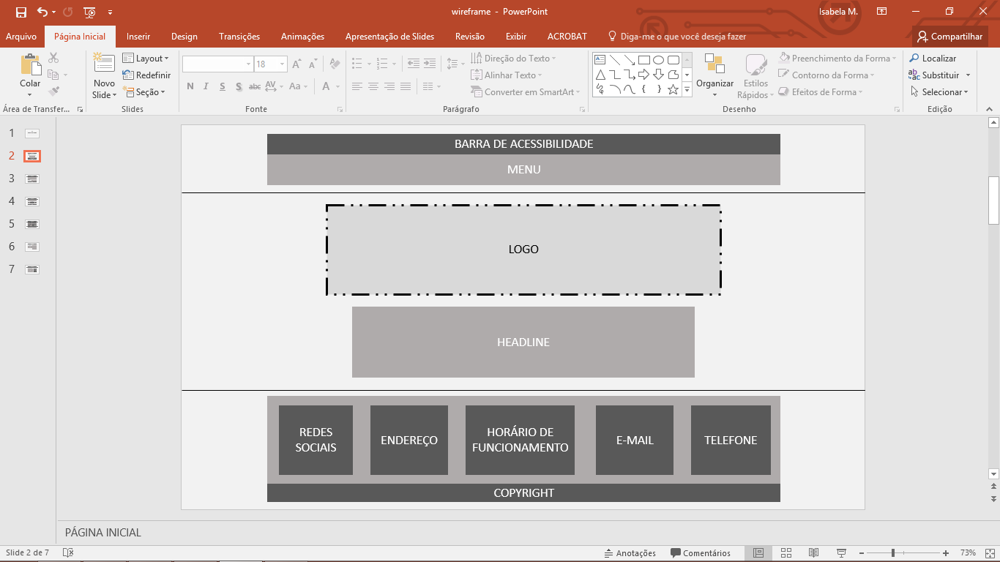 wireframe - PowerPoint
Isabela M.
Arquivo
Página Inicial
Inserir
Design
Transições
Animações
Apresentação de Slides
Revisão
Exibir
ACROBAT
Diga-me o que você deseja fazer
Compartilhar
Colar
Área de Transfer...
Novo
Slide
Layout
Redefinir
Seção
Slides
18
A A
N I S S abc AV Aa A
Fonte
Direção do Texto
Alinhar Texto
Converter em SmartArt
Parágrafo
Organizar
Estilos
Rápidos
Preenchimento da Forma
Contorno da Forma
Efeitos de Forma
Desenho
Localizar
Substituir
Selecionar
Edição
1
2
3
4
5
6
7
BARRA DE ACESSIBILIDADE
MENU
LOGO
HEADLINE
REDES
SOCIAIS
ENDEREÇO
HORÁRIO DE
FUNCIONAMENTO
E-MAIL
TELEFONE
COPYRIGHT
PÁGINA INICIAL
Slide 2 de 7
Anotações
Comentários
73%